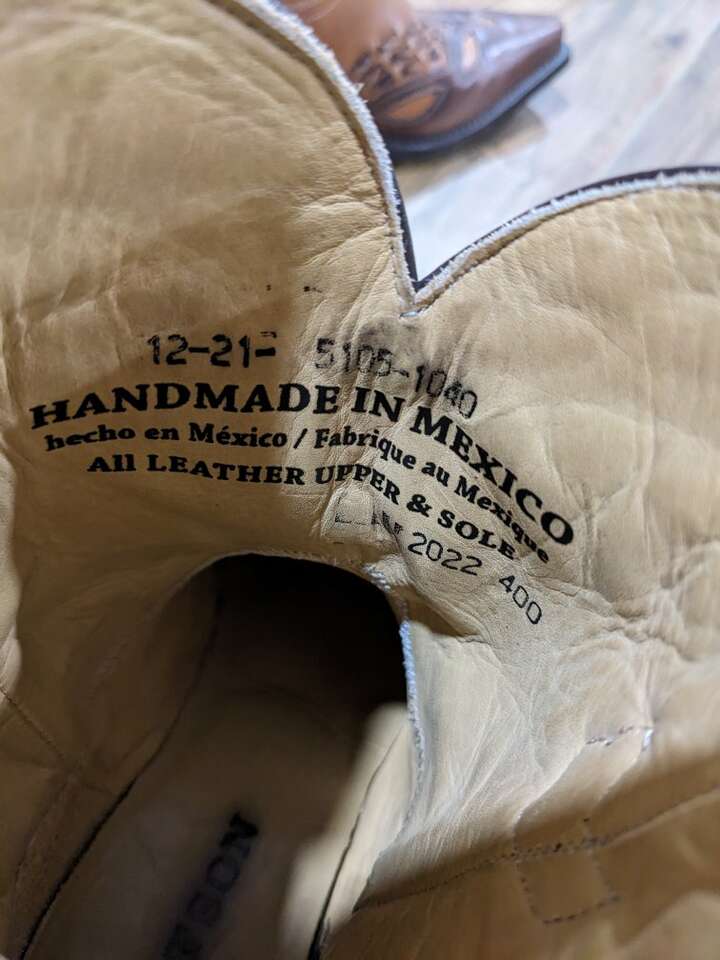 12-21- 5105-1040
HANDMADE IN MEXICO
hecho en México / Fabrique au Mexique
All LEATHER UPPER & SOLE
2022 400